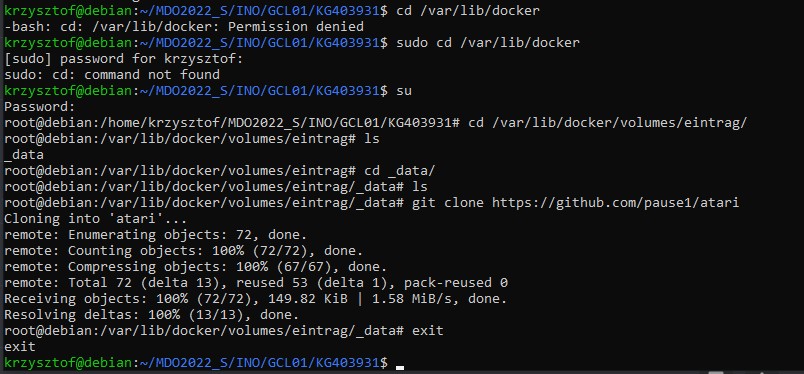 krzysztof@debian:~/MDO2022_S/INO/GCL01/KG403931$ cd /var/lib/docker
-bash: cd: /var/lib/docker: Permission denied
krzysztof@debian:~/MDO2022_S/INO/GCL01/KG403931$ sudo cd /var/lib/docker
[sudo] password for krzysztof:
sudo: cd: command not found
krzysztof@debian:~/MDO2022_S/INO/GCL01/KG403931$ su
Password:
root@debian:/home/krzysztof/MDO2022_S/INO/GCL01/KG403931# cd /var/lib/docker/volumes/eintrag/
root@debian:/var/lib/docker/volumes/eintrag# ls
_data
root@debian:/var/lib/docker/volumes/eintrag# cd _data/
root@debian:/var/lib/docker/volumes/eintrag/_data# ls
root@debian:/var/lib/docker/volumes/eintrag/_data# git clone https://github.com/pause1/atari
Cloning into 'atari'...
remote: Enumerating objects: 72, done.
remote: Counting objects: 100% (72/72), done.
remote: Compressing objects: 100% (67/67), done.
remote: Total 72 (delta 13), reused 53 (delta 1), pack-reused 0
Receiving objects: 100% (72/72), 149.82 KiB | 1.58 MiB/s, done.
Resolving deltas: 100% (13/13), done.
root@debian:/var/lib/docker/volumes/eintrag/_data# exit
exit
krzysztof@debian:~/MDO2022_S/INO/GCL01/KG403931$